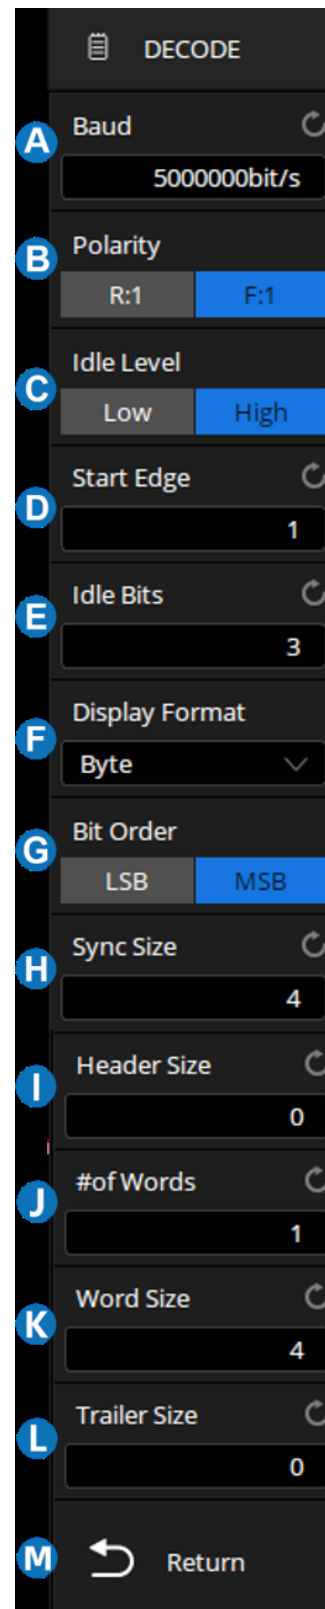 DECODE
A Baud
5000000bit/s
B Polarity
R:1 F:1
C Idle Level
Low High
D Start Edge
1
E Idle Bits
3
F Display Format
Byte
G Bit Order
LSB MSB
H Sync Size
4
I Header Size
0
J #of Words
1
K Word Size
4
L Trailer Size
0
M Return